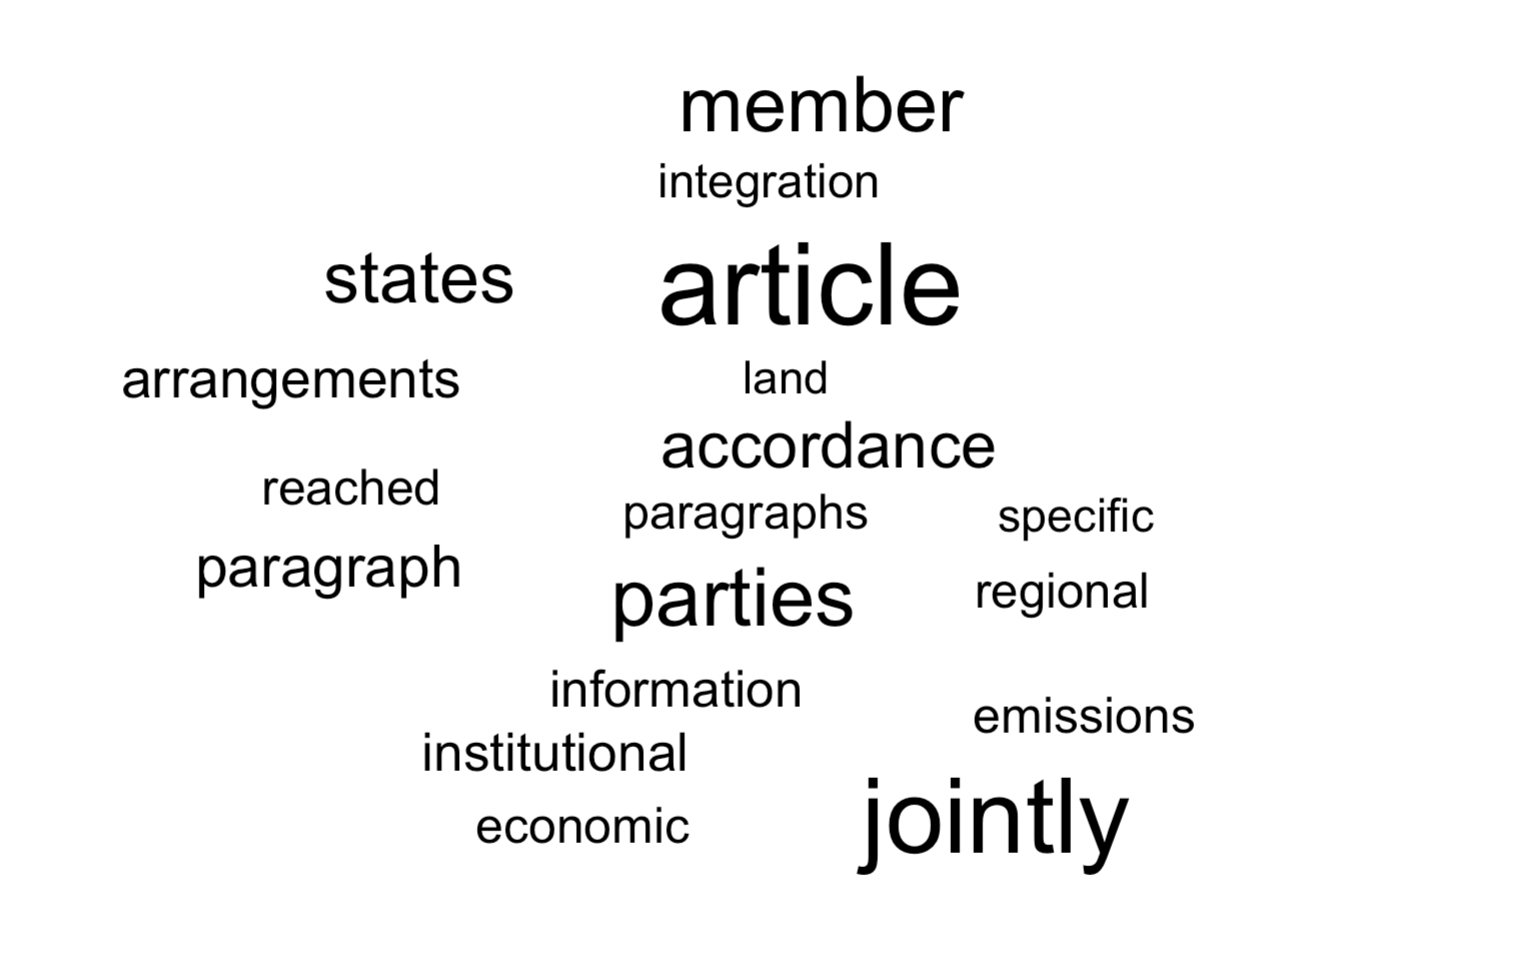 member
integration
states article
arrangements land
accordance
reached paragraphs specific
paragraph parties regional
information emissions
institutional
economic jointly